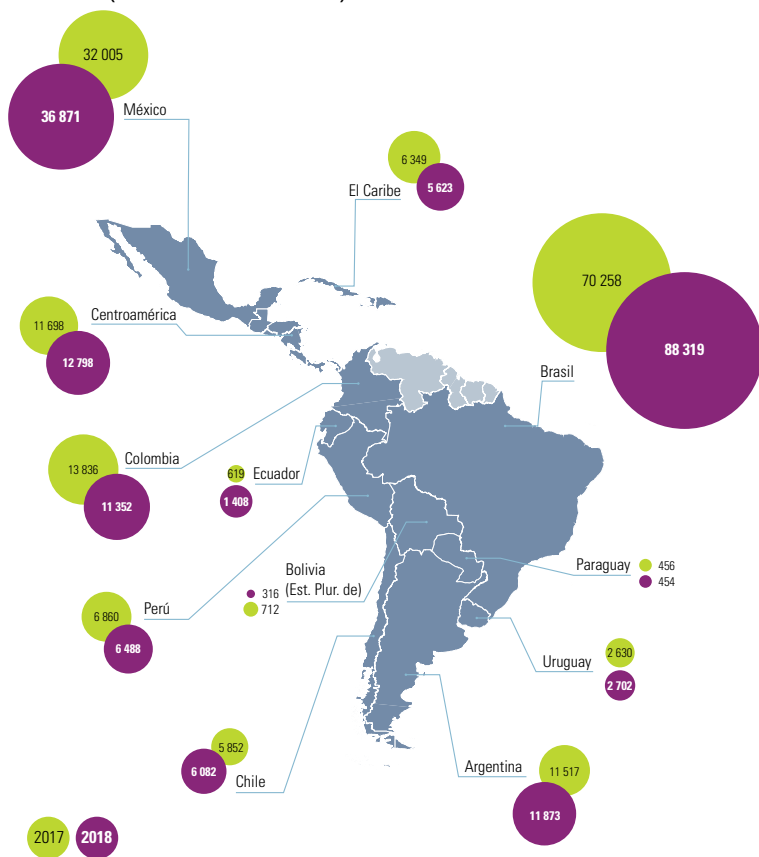 32 005
36 871
México
6 349
5 623
El Caribe
70 258
88 319
Brasil
Centroamérica
11 698
12 798
Colombia
13 836
11 352
619
Ecuador
1 408
Bolivia
(Est. Plur. de)
316
712
Paraguay
456
454
Perú
6 860
6 488
Uruguay
2 630
2 702
5 852
6 082
Chile
Argentina
11 517
11 873
2017
2018